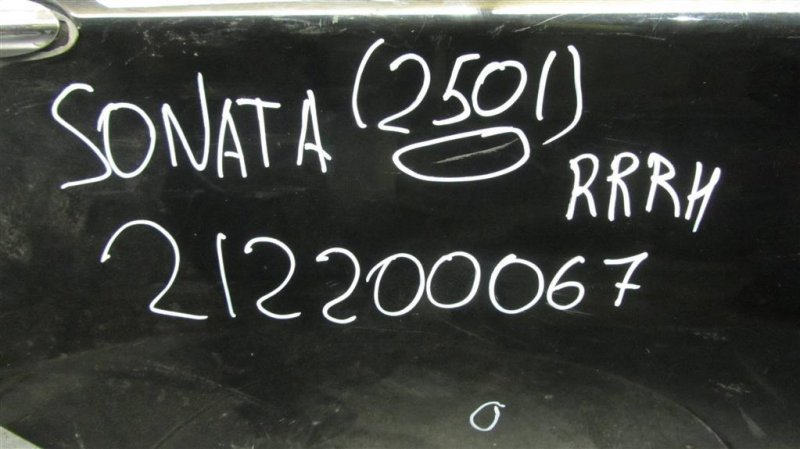 SONATA (2501)
RRRH
212200067